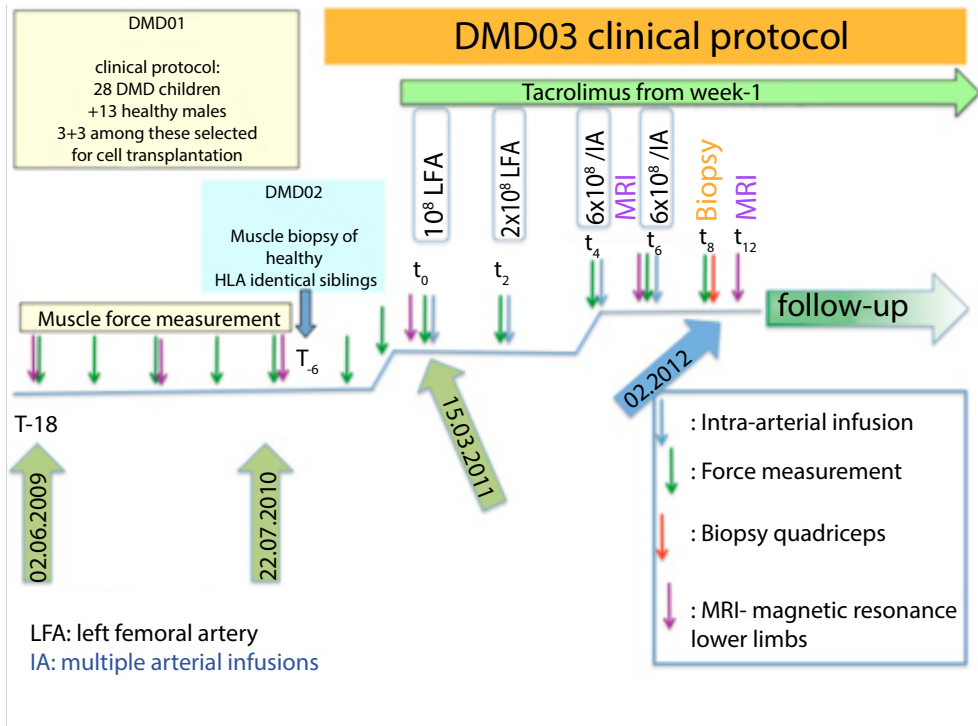 DMD01
clinical protocol:
28 DMD children
+13 healthy males
3+3 among these selected
for cell transplantation
DMD03 clinical protocol
Tacrolimus from week-1
10⁸ LFA
2x10⁸ LFA
6x10⁸ /IA
MRI
6x10⁸ /IA
Biopsy
MRI
DMD02
Muscle biopsy of
healthy
HLA identical siblings
t₀
t₂
t₄
t₆
t₈
t₁₂
Muscle force measurement
T₋₆
follow-up
T-18
02.06.2009
22.07.2010
15.03.2011
02.2012
: Intra-arterial infusion
: Force measurement
: Biopsy quadriceps
: MRI- magnetic resonance
lower limbs
LFA: left femoral artery
IA: multiple arterial infusions